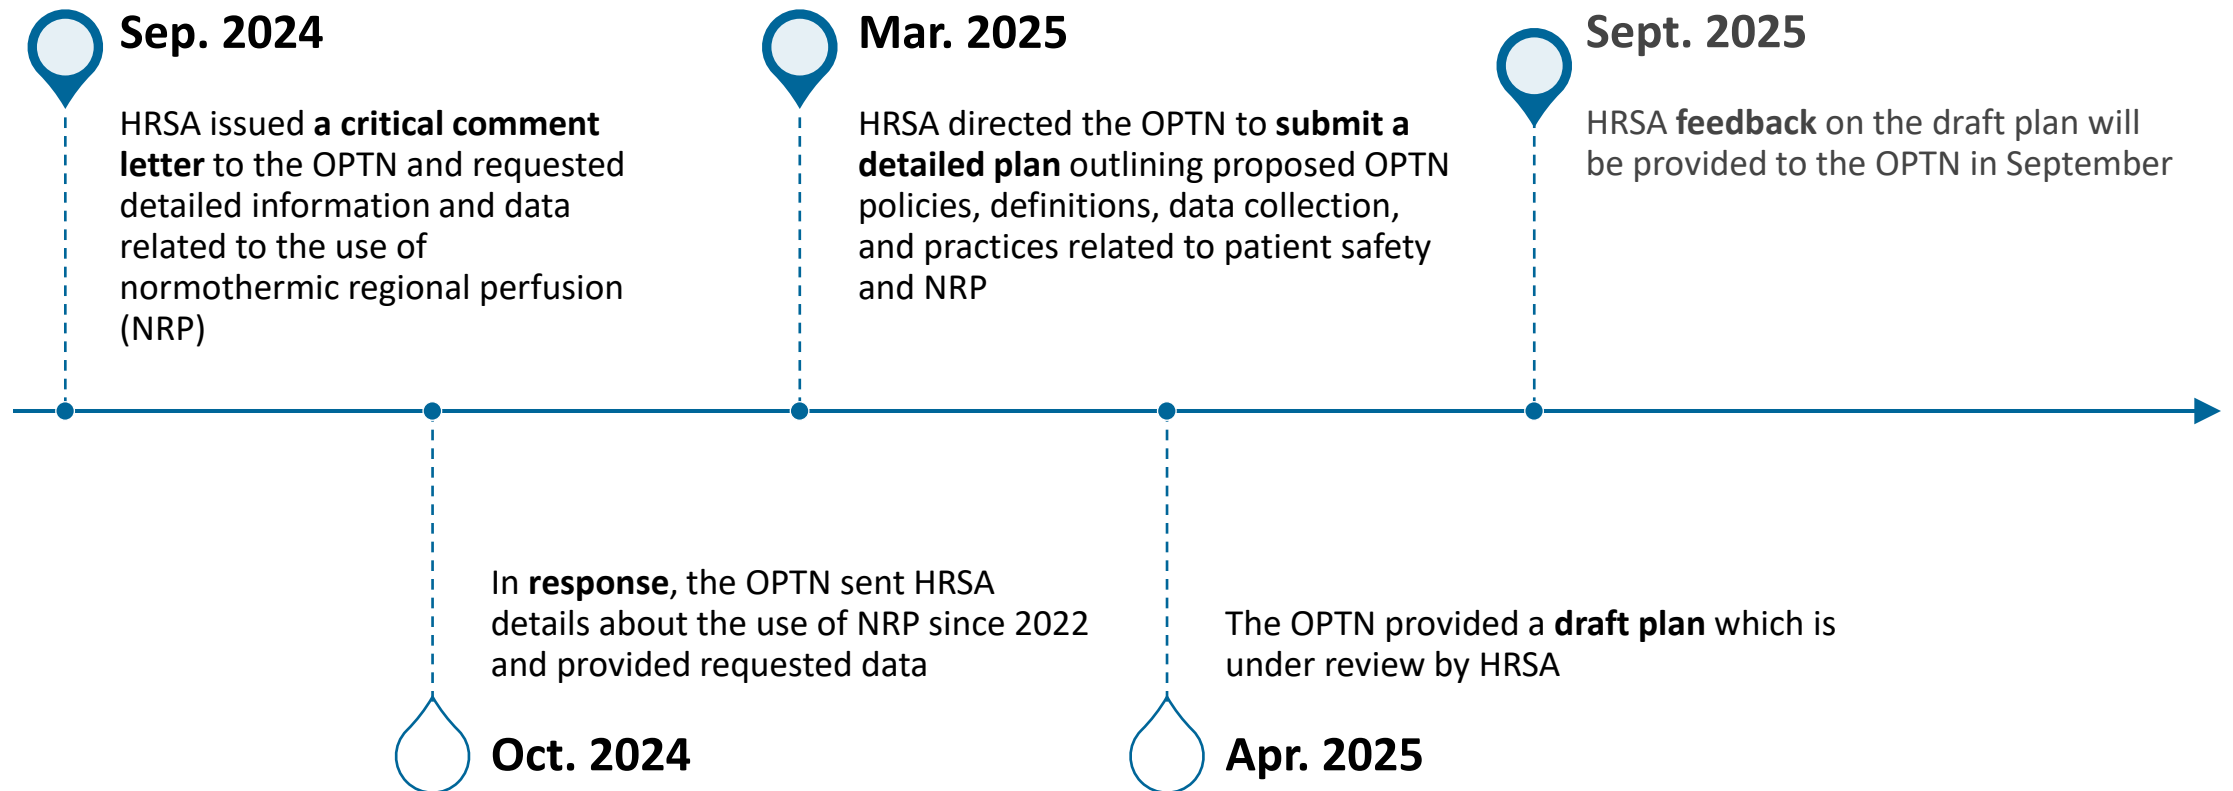 Sep. 2024
HRSA issued a critical comment
letter to the OPTN and requested
detailed information and data
related to the use of
normothermic regional perfusion
(NRP)
Mar. 2025
HRSA directed the OPTN to submit a
detailed plan outlining proposed OPTN
policies, definitions, data collection,
and practices related to patient safety
and NRP
Sept. 2025
HRSA feedback on the draft plan will
be provided to the OPTN in September
In response, the OPTN sent HRSA
details about the use of NRP since 2022
and provided requested data
Oct. 2024
The OPTN provided a draft plan which is
under review by HRSA
Apr. 2025